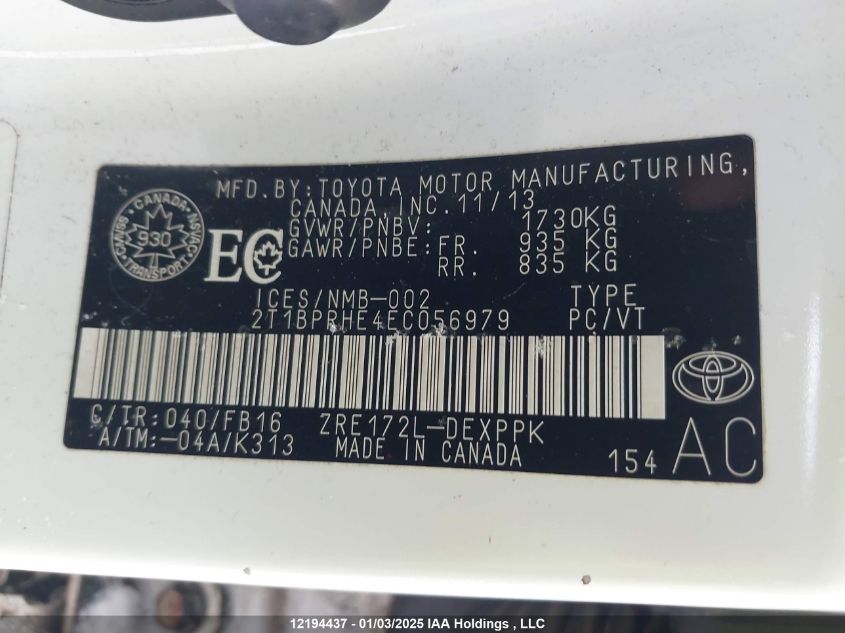 MFD.BY:TOYOTA MOTOR MANUFACTURING,
CANADA,INC.11/13
GVWR/PNBV: 1730KG
GAWR/PNBE:FR. 935 KG
RR. 835 KG
CANADA
930
TRANSPORT
EC
ICES/NMB-002 TYPE
2T1BPRHE4EC056979 PC/VT
C/TR:040/FB16 ZRE172L-DEXPPK
A/TM:-04A/K313 MADE IN CANADA 154 AC
12194437 - 01/03/2025 IAA Holdings , LLC